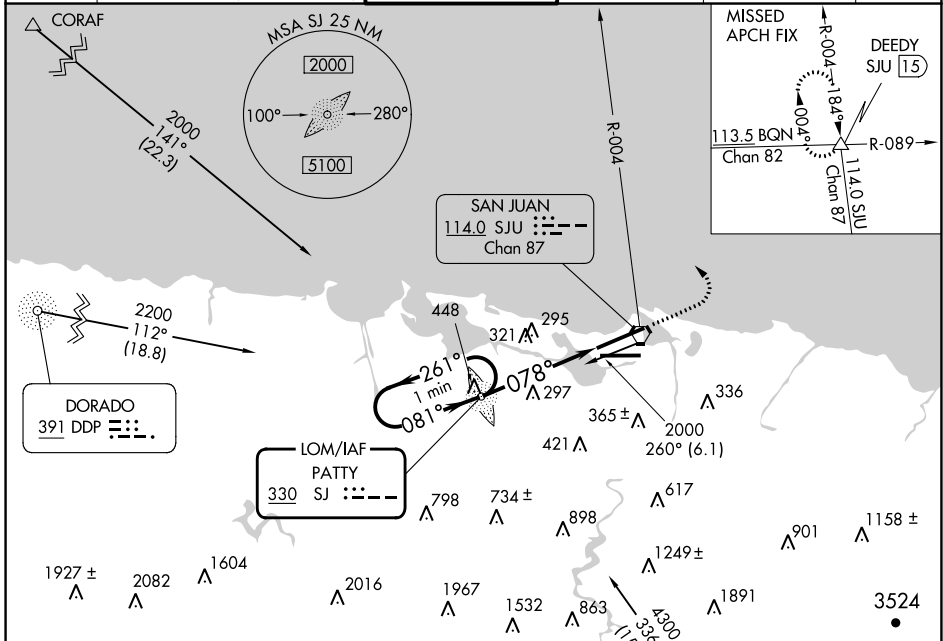 CORAF
2000
141°
(22.3)
MSA SJ 25 NM
2000
100°
280°
5100
R-004
MISSED
APCH FIX
R-004
184°
004°
DEEDY
SJU 15
113.5 BQN
Chan 82
R-089
114.0 SJU
Chan 87
SAN JUAN
114.0 SJU
Chan 87
2200
112°
(18.8)
DORADO
391 DDP
448
321
295
261°
1 min
081°
078°
297
336
365 ±
421
2000
260° (6.1)
LOM/IAF
PATTY
330 SJ
798
734 ±
898
617
901
1158 ±
1927 ±
2082
1604
2016
1967
1532
863
1249 ±
1891
3524
4300
336